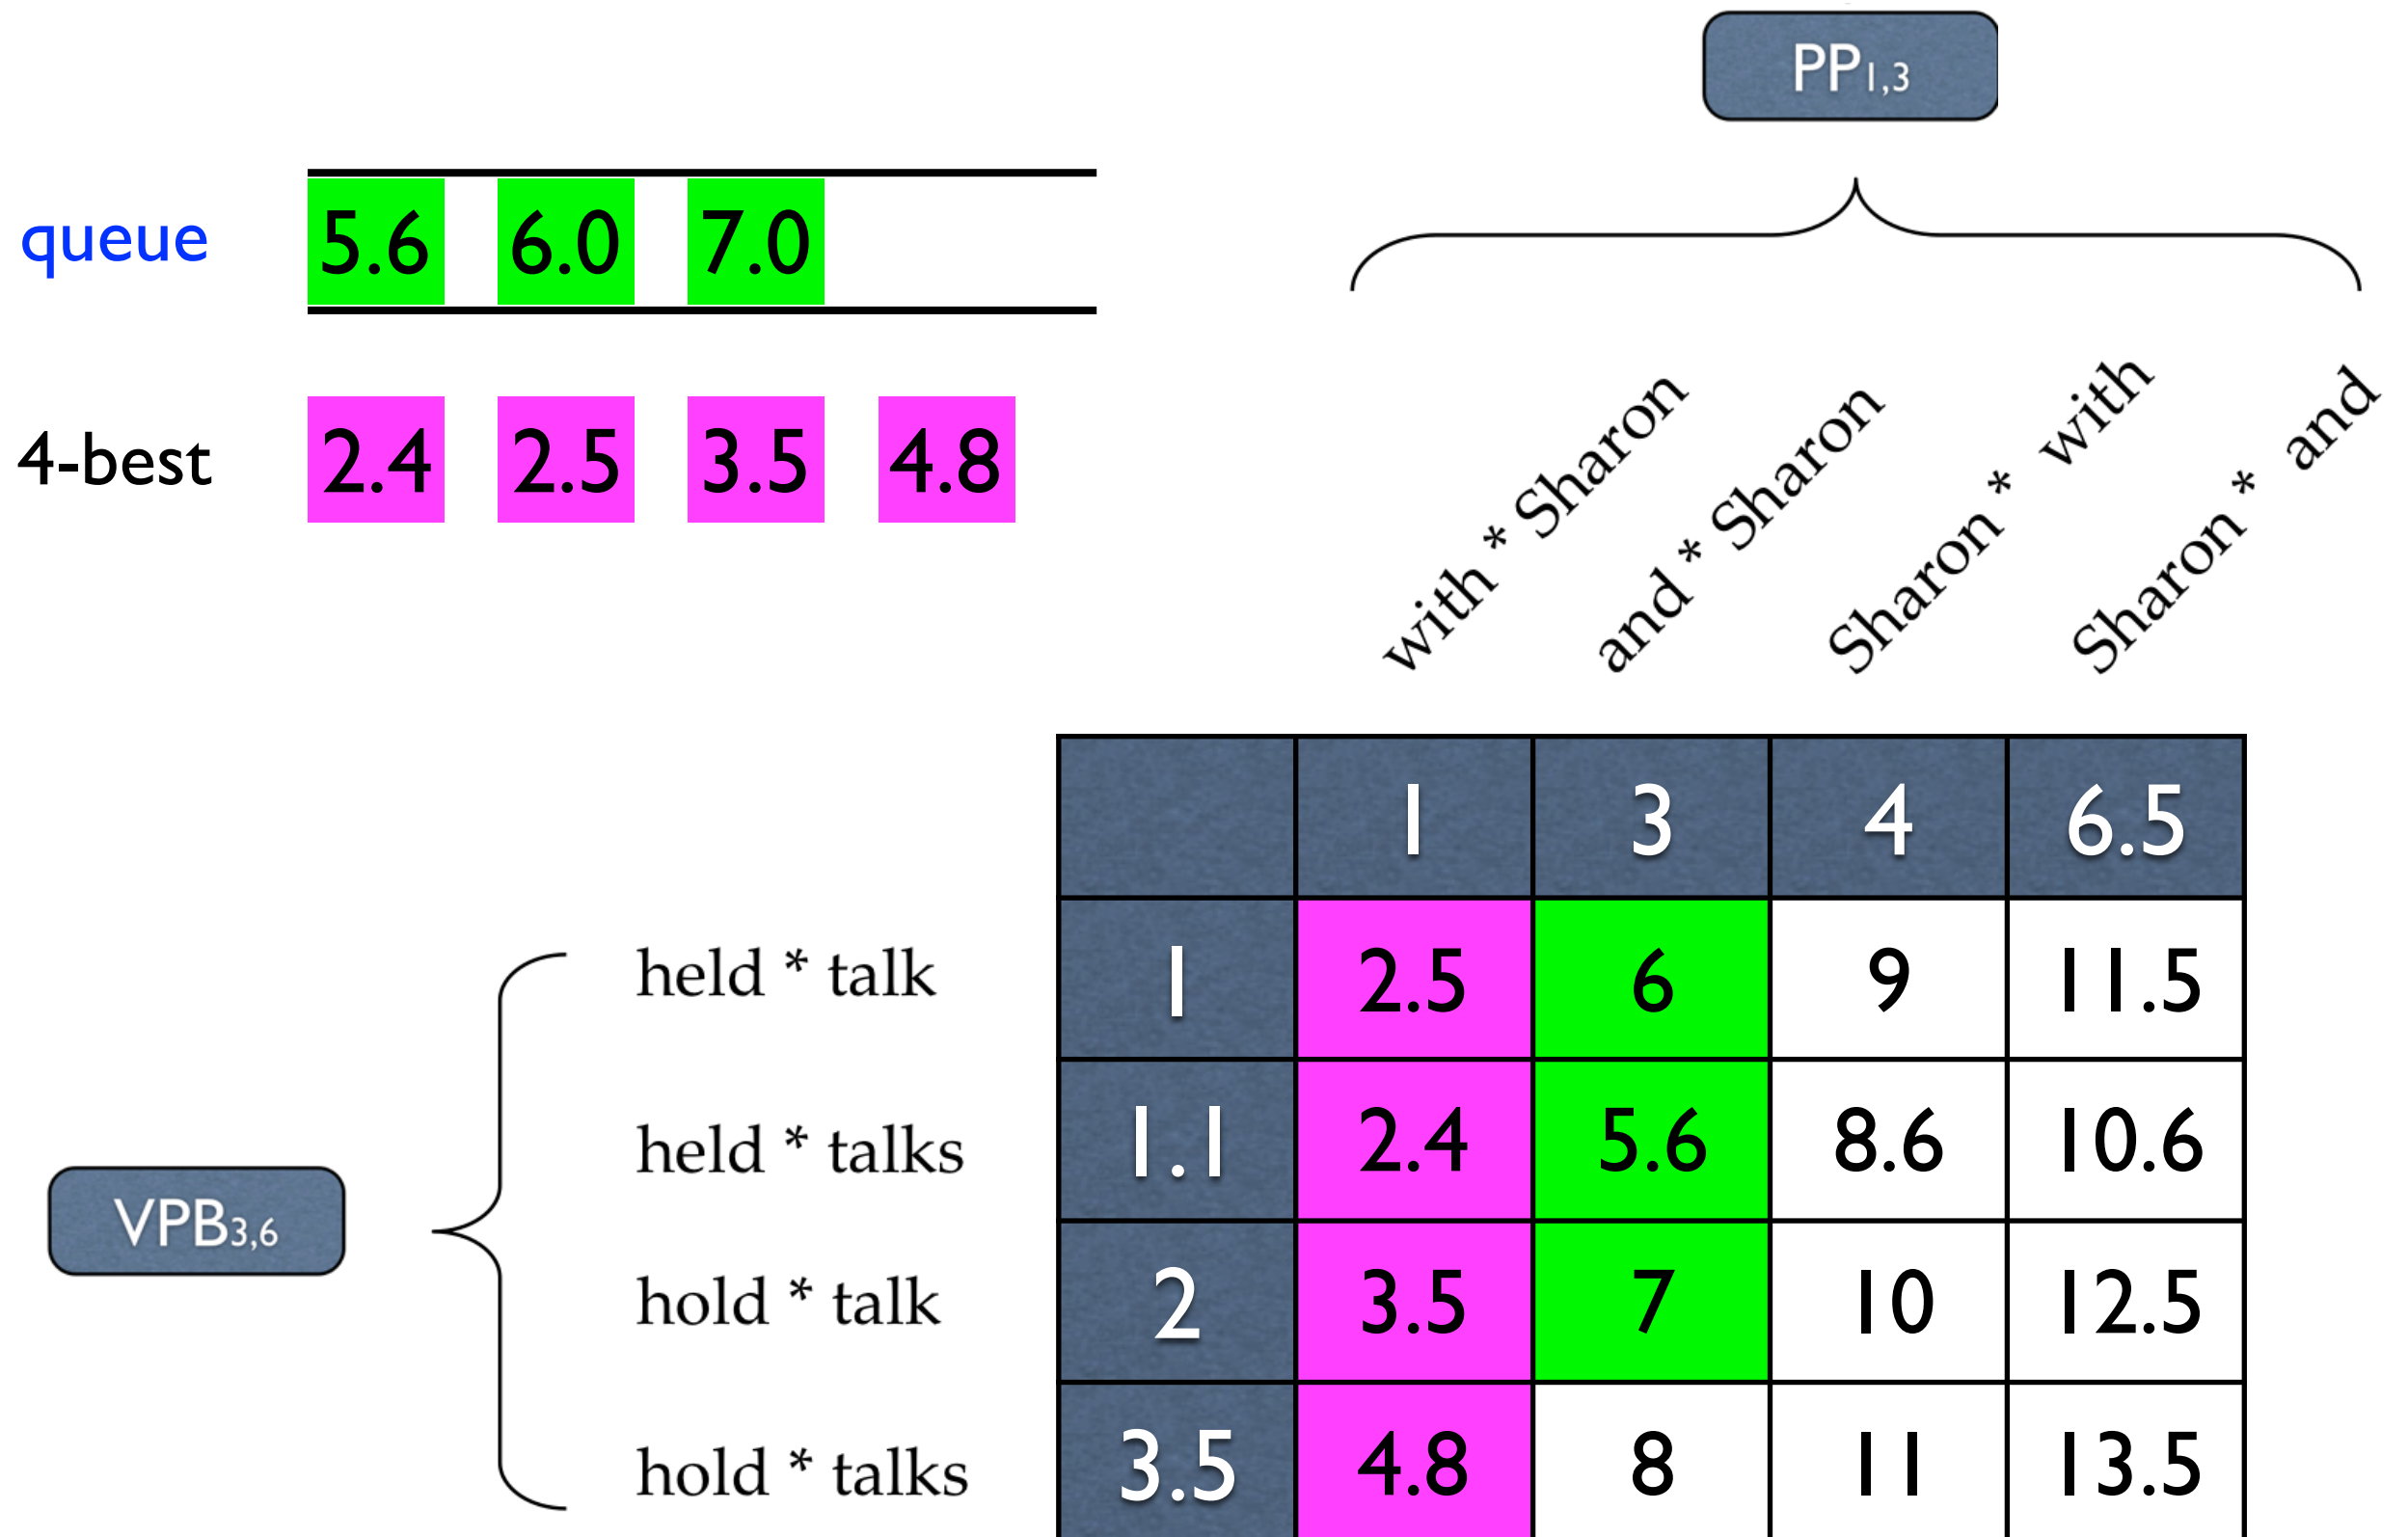 PP1,3
queue 5.6 6.0 7.0
4-best 2.4 2.5 3.5 4.8
with * Sharon
and * Sharon
Sharon * with
Sharon * and
1 3 4 6.5
held * talk 1 2.5 6 9 11.5
held * talks 1.1 2.4 5.6 8.6 10.6
VPB3,6
hold * talk 2 3.5 7 10 12.5
hold * talks 3.5 4.8 8 11 13.5